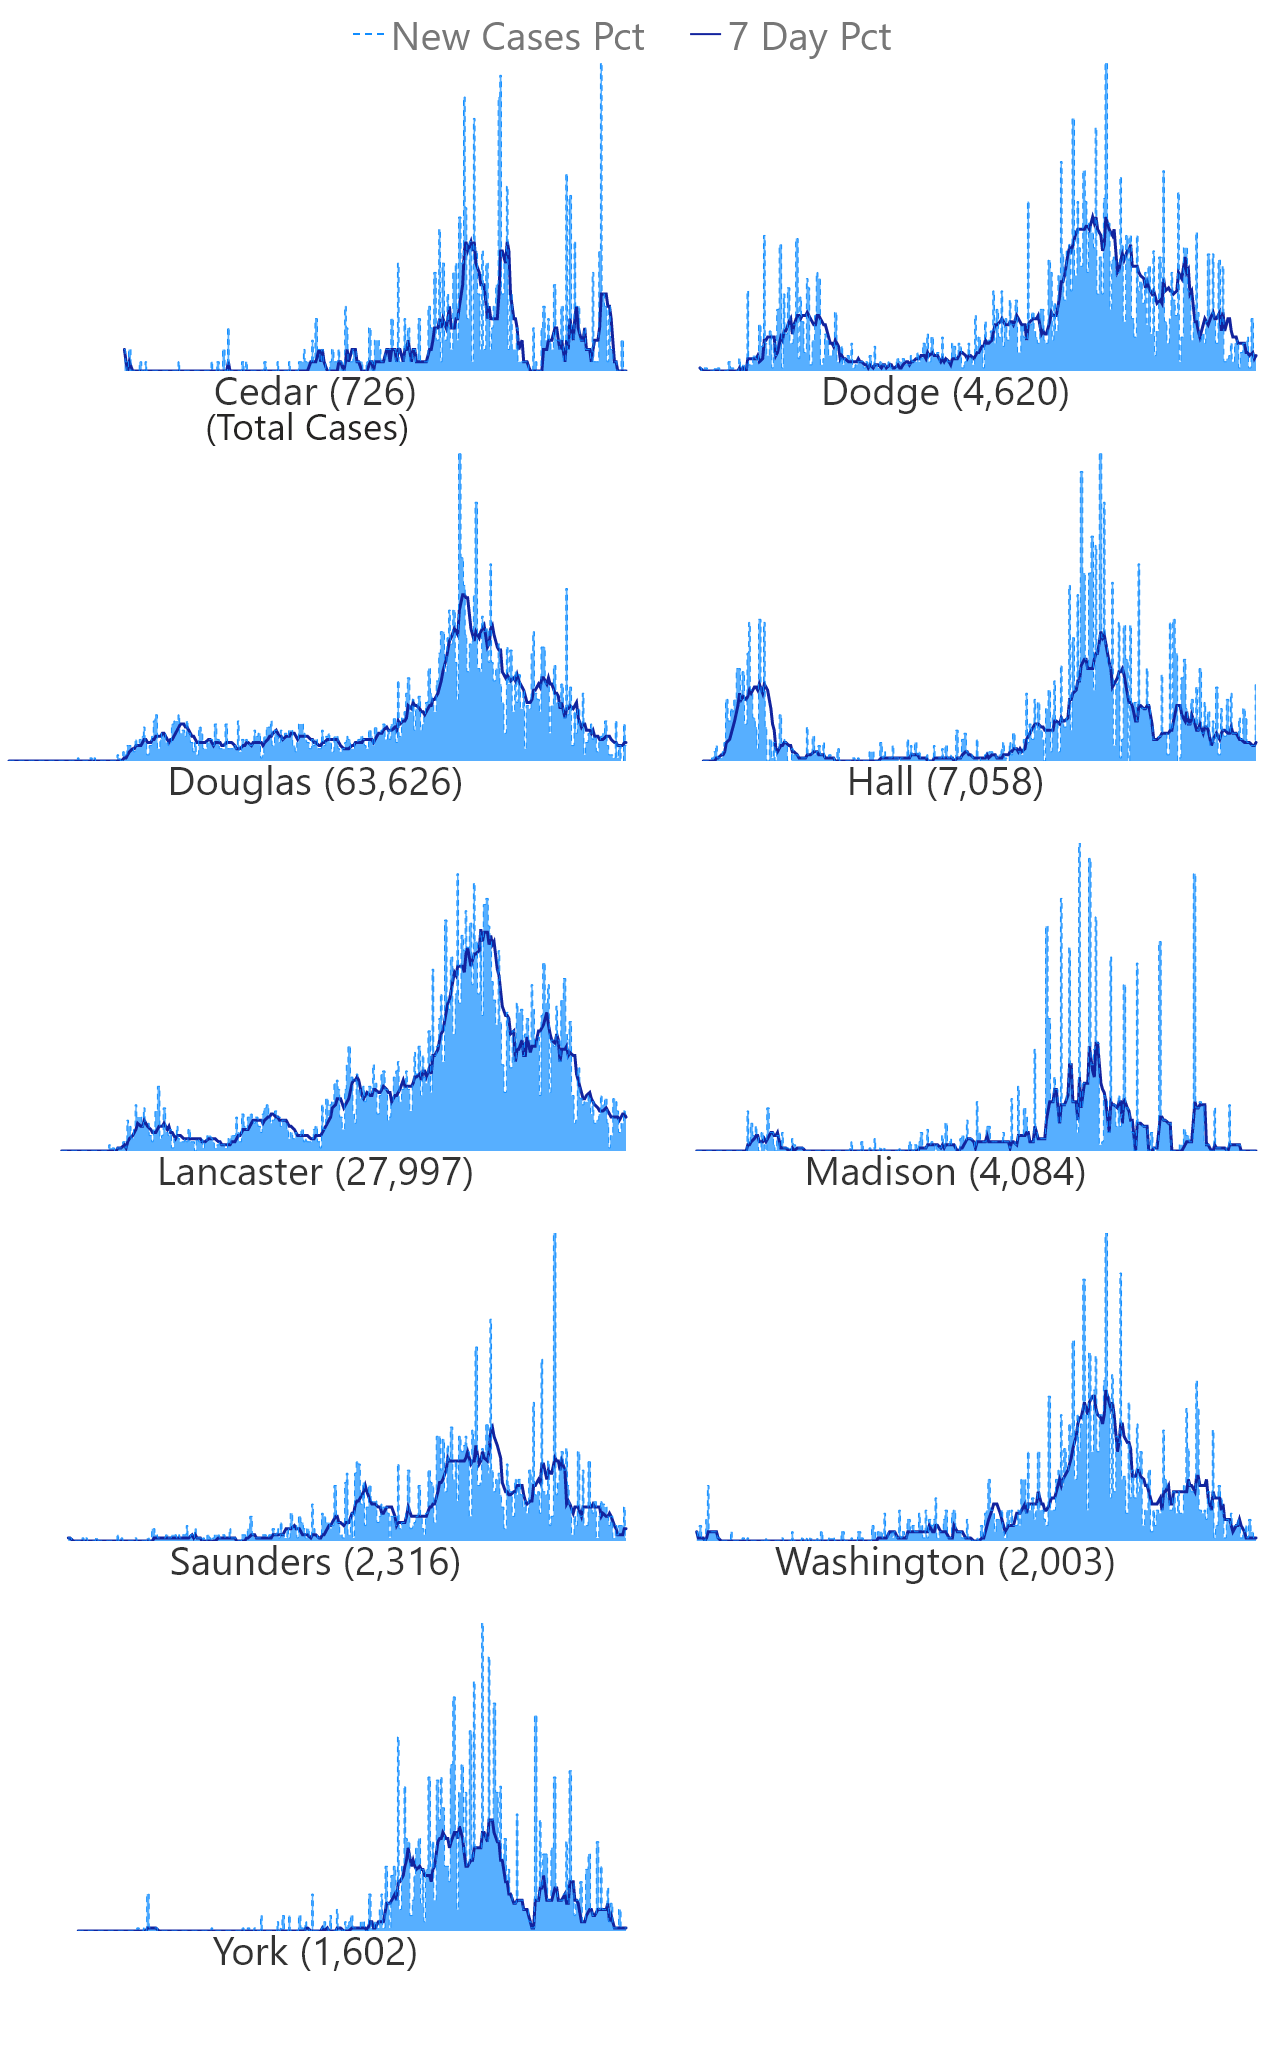 New Cases Pct 7 Day Pct
Cedar (726)
(Total Cases)
Dodge (4,620)
Douglas (63,626)
Hall (7,058)
Lancaster (27,997)
Madison (4,084)
Saunders (2,316)
Washington (2,003)
York (1,602)